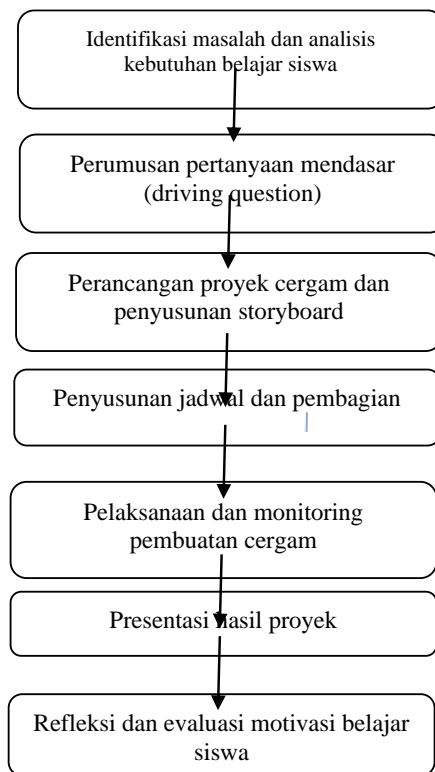 Identifikasi masalah dan analisis
kebutuhan belajar siswa
Perumusan pertanyaan mendasar
(driving question)
Perancangan proyek cergam dan
penyusunan storyboard
Penyusunan jadwal dan pembagian
Pelaksanaan dan monitoring
pembuatan cergam
Presentasi hasil proyek
Refleksi dan evaluasi motivasi belajar
siswa